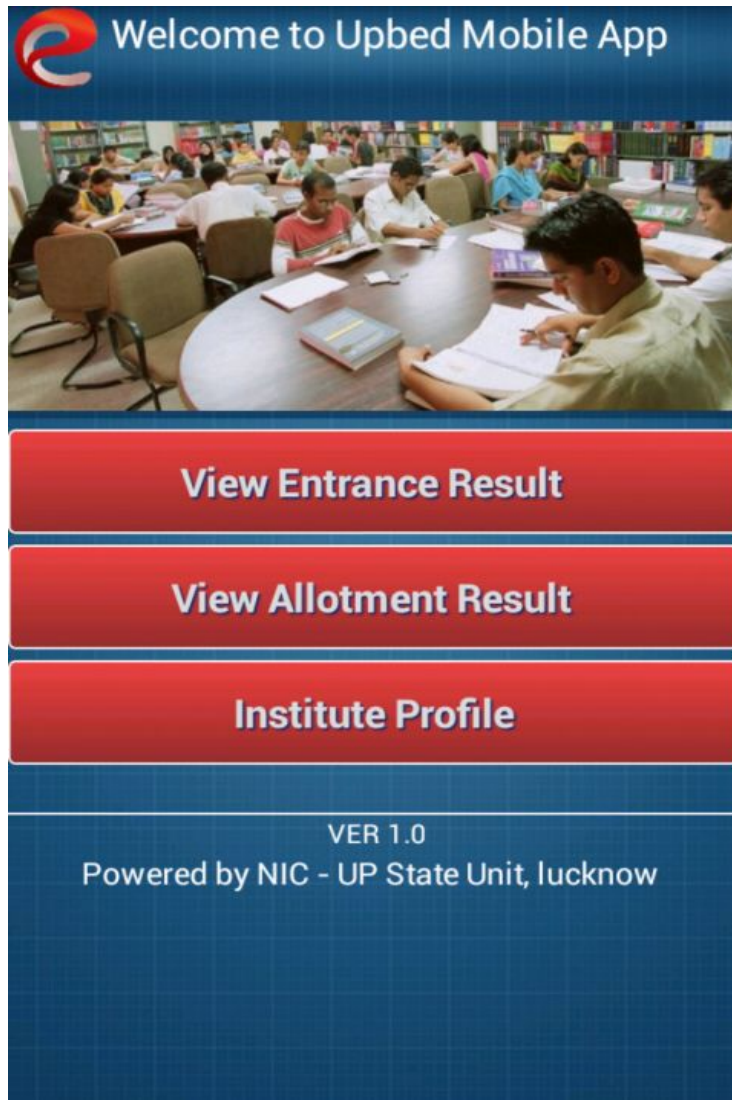 Welcome to Upbed Mobile App
View Entrance Result
View Allotment Result
Institute Profile
VER 1.0
Powered by NIC - UP State Unit, lucknow